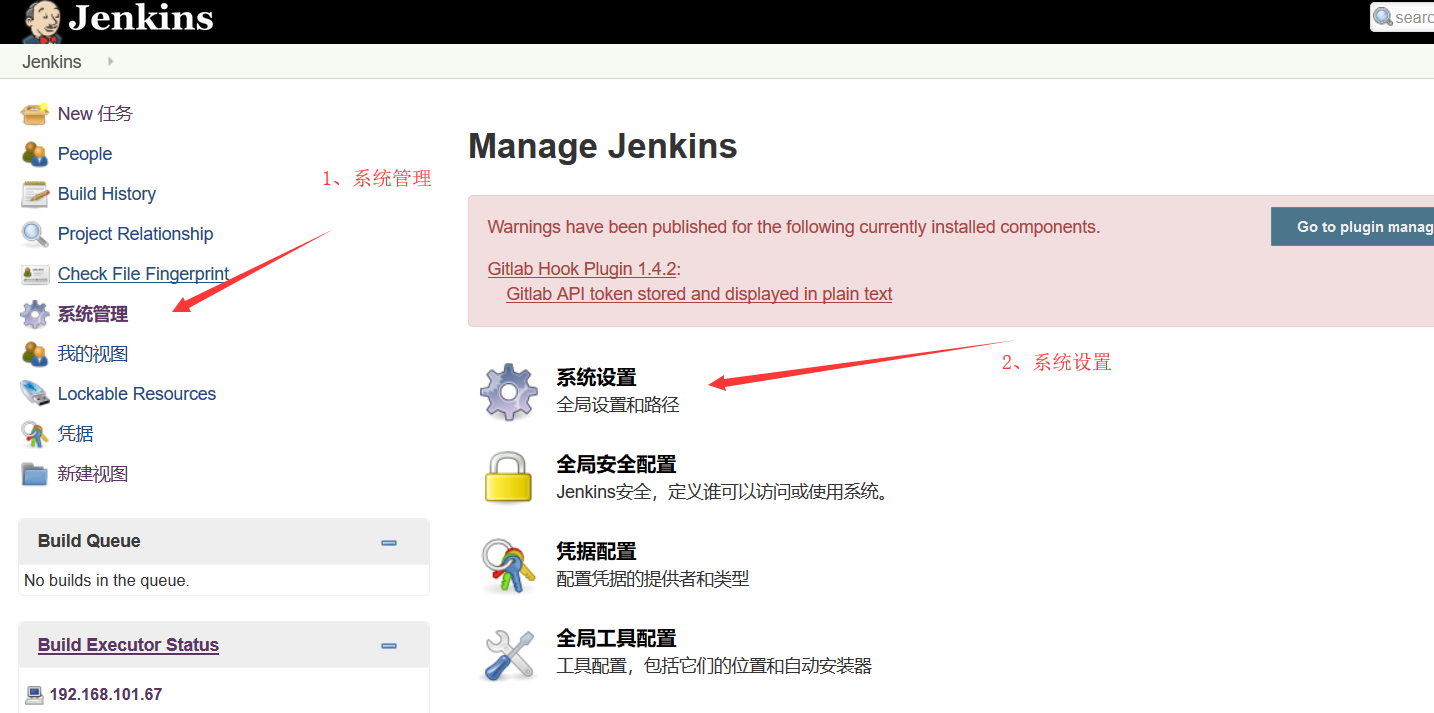 Jenkins
searc
Jenkins
New 任务
People
Build History
Project Relationship
Check File Fingerprint
系统管理
我的视图
Lockable Resources
凭据
新建视图
Build Queue
No builds in the queue.
Build Executor Status
192.168.101.67
1、系统管理
Manage Jenkins
Warnings have been published for the following currently installed components.
Go to plugin manag
Gitlab Hook Plugin 1.4.2:
Gitlab API token stored and displayed in plain text
2、系统设置
系统设置
全局设置和路径
全局安全配置
Jenkins安全，定义谁可以访问或使用系统。
凭据配置
配置凭据的提供者和类型
全局工具配置
工具配置，包括它们的位置和自动安装器